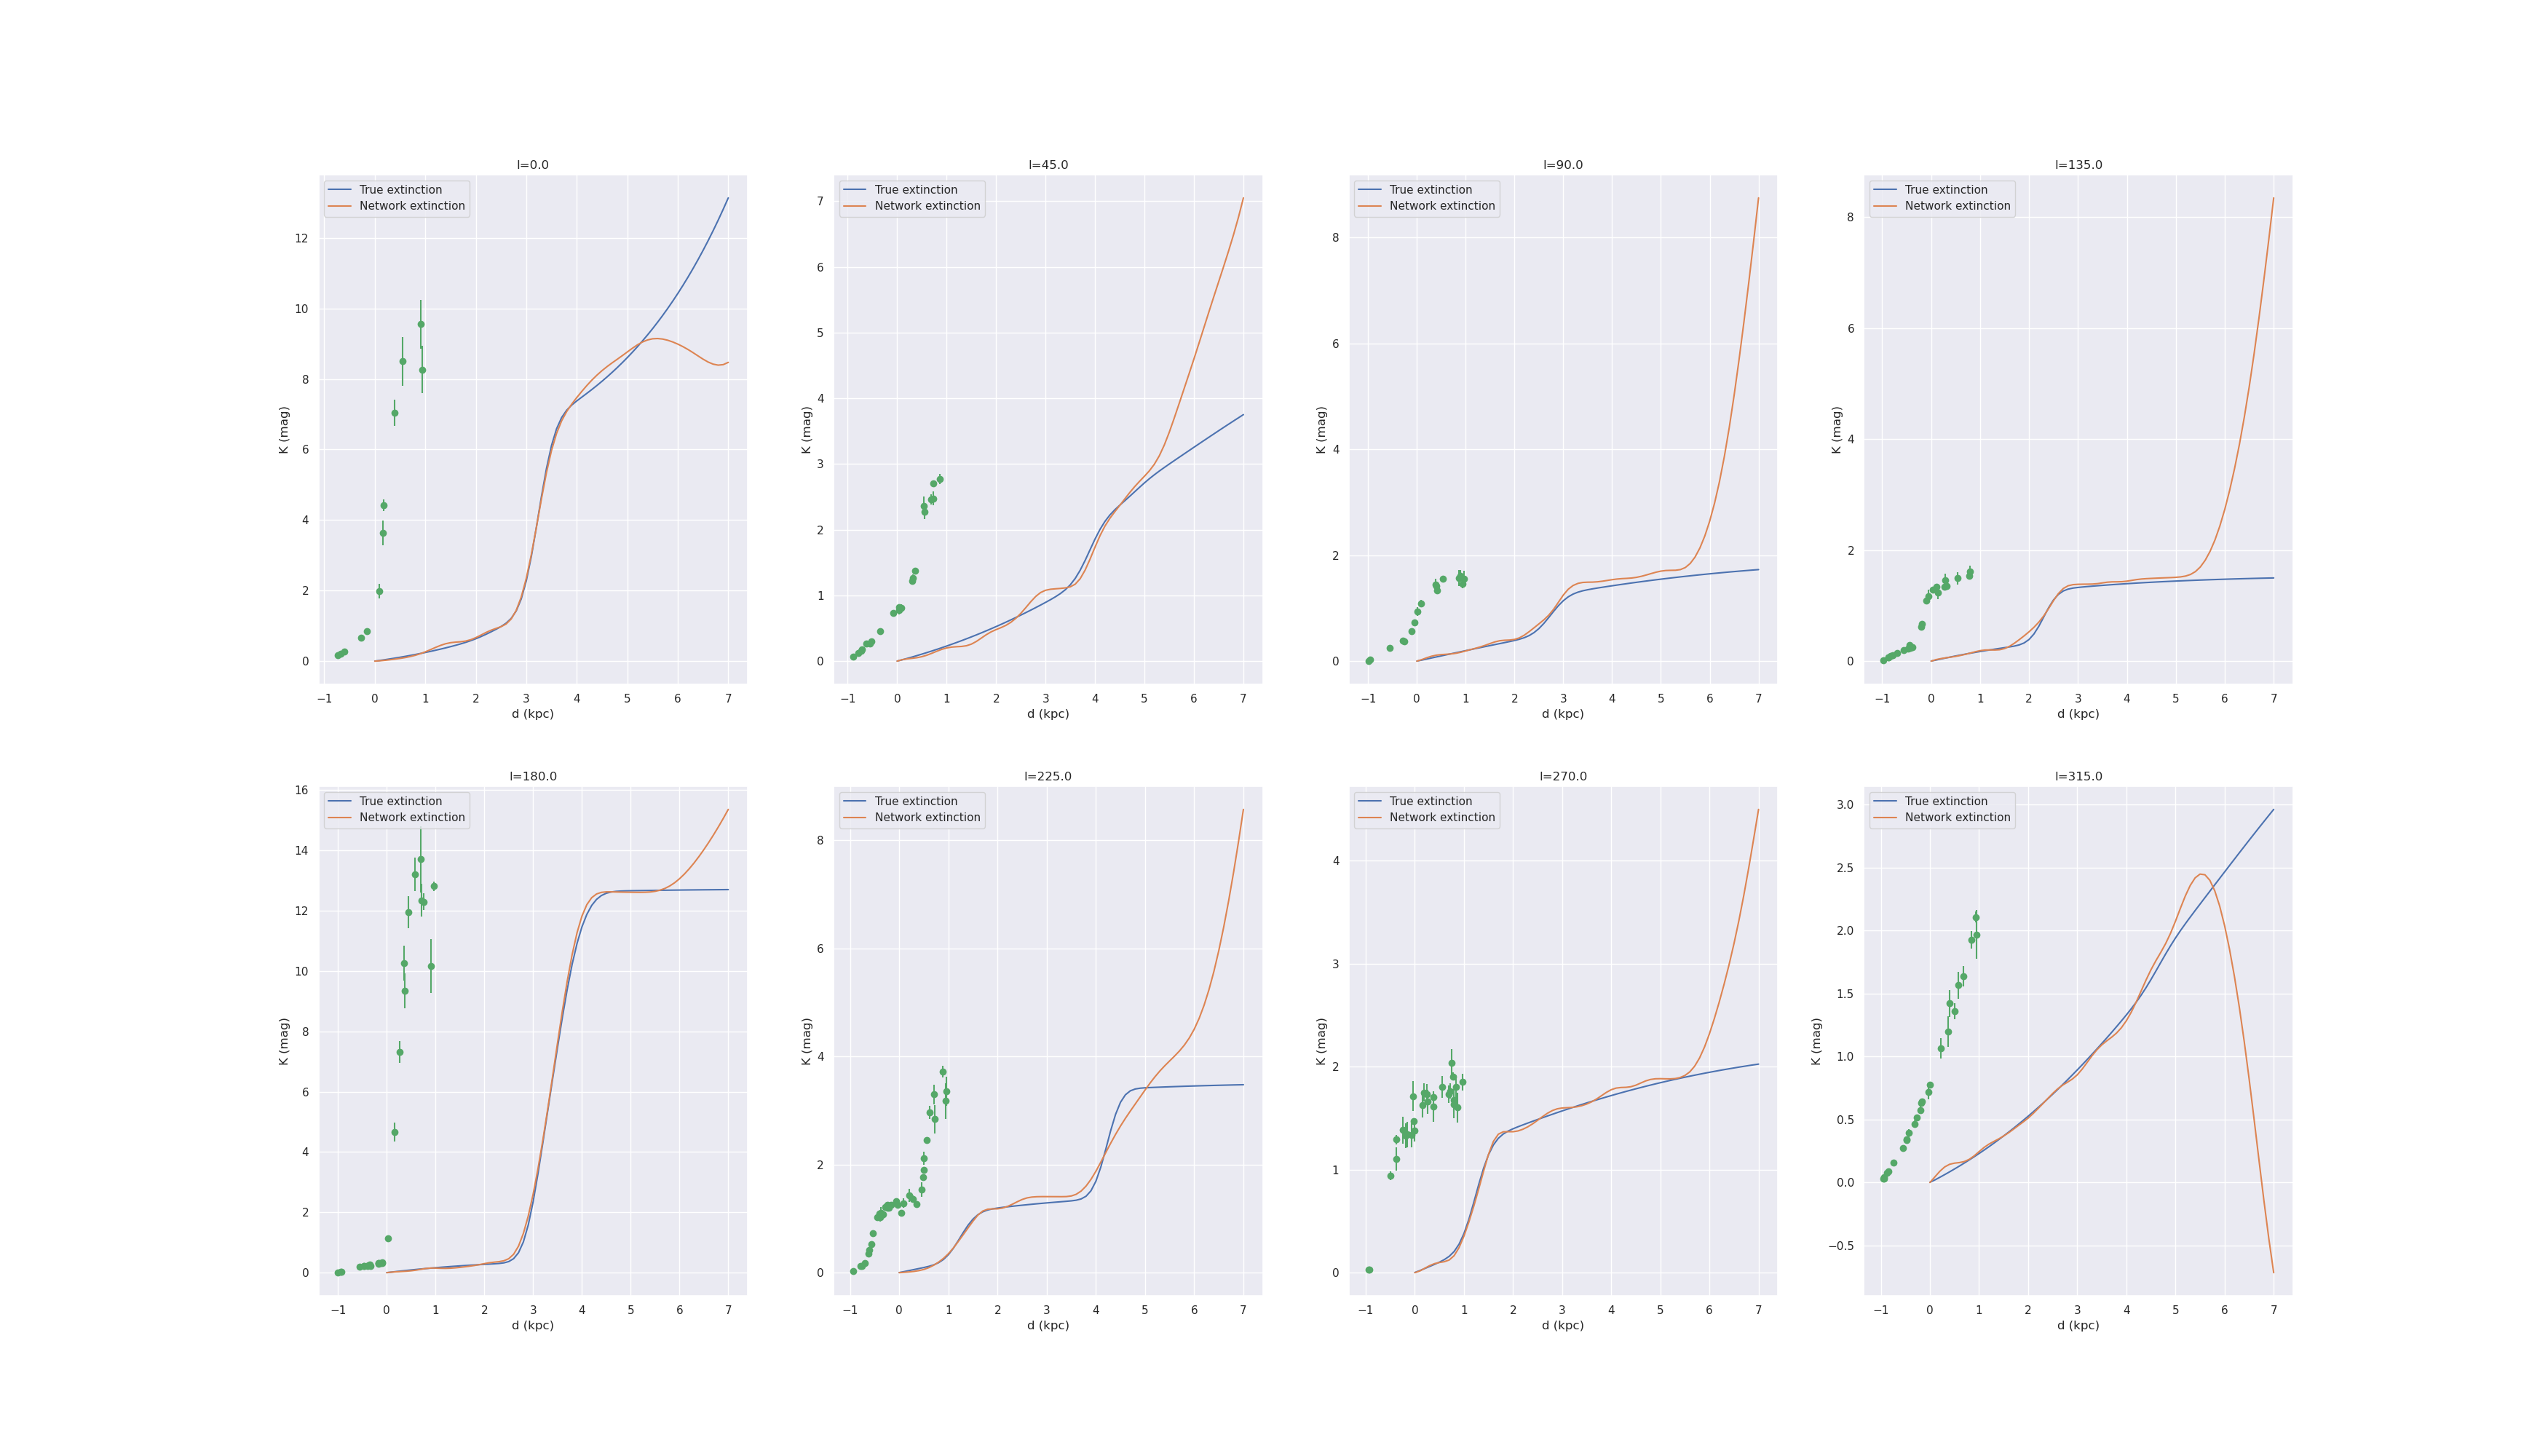 l=0.0
True extinction
Network extinction
12
10
8
6
4
2
0
K (mag)
−1 0 1 2 3 4 5 6 7
d (kpc)
l=45.0
True extinction
Network extinction
7
6
5
4
3
2
1
0
K (mag)
−1 0 1 2 3 4 5 6 7
d (kpc)
l=90.0
True extinction
Network extinction
8
6
4
2
0
K (mag)
−1 0 1 2 3 4 5 6 7
d (kpc)
l=135.0
True extinction
Network extinction
8
6
4
2
0
K (mag)
−1 0 1 2 3 4 5 6 7
d (kpc)
l=180.0
True extinction
Network extinction
16
14
12
10
8
6
4
2
0
K (mag)
−1 0 1 2 3 4 5 6 7
d (kpc)
l=225.0
True extinction
Network extinction
8
6
4
2
0
K (mag)
−1 0 1 2 3 4 5 6 7
d (kpc)
l=270.0
True extinction
Network extinction
4
3
2
1
0
K (mag)
−1 0 1 2 3 4 5 6 7
d (kpc)
l=315.0
True extinction
Network extinction
3.0
2.5
2.0
1.5
1.0
0.5
0.0
−0.5
K (mag)
−1 0 1 2 3 4 5 6 7
d (kpc)